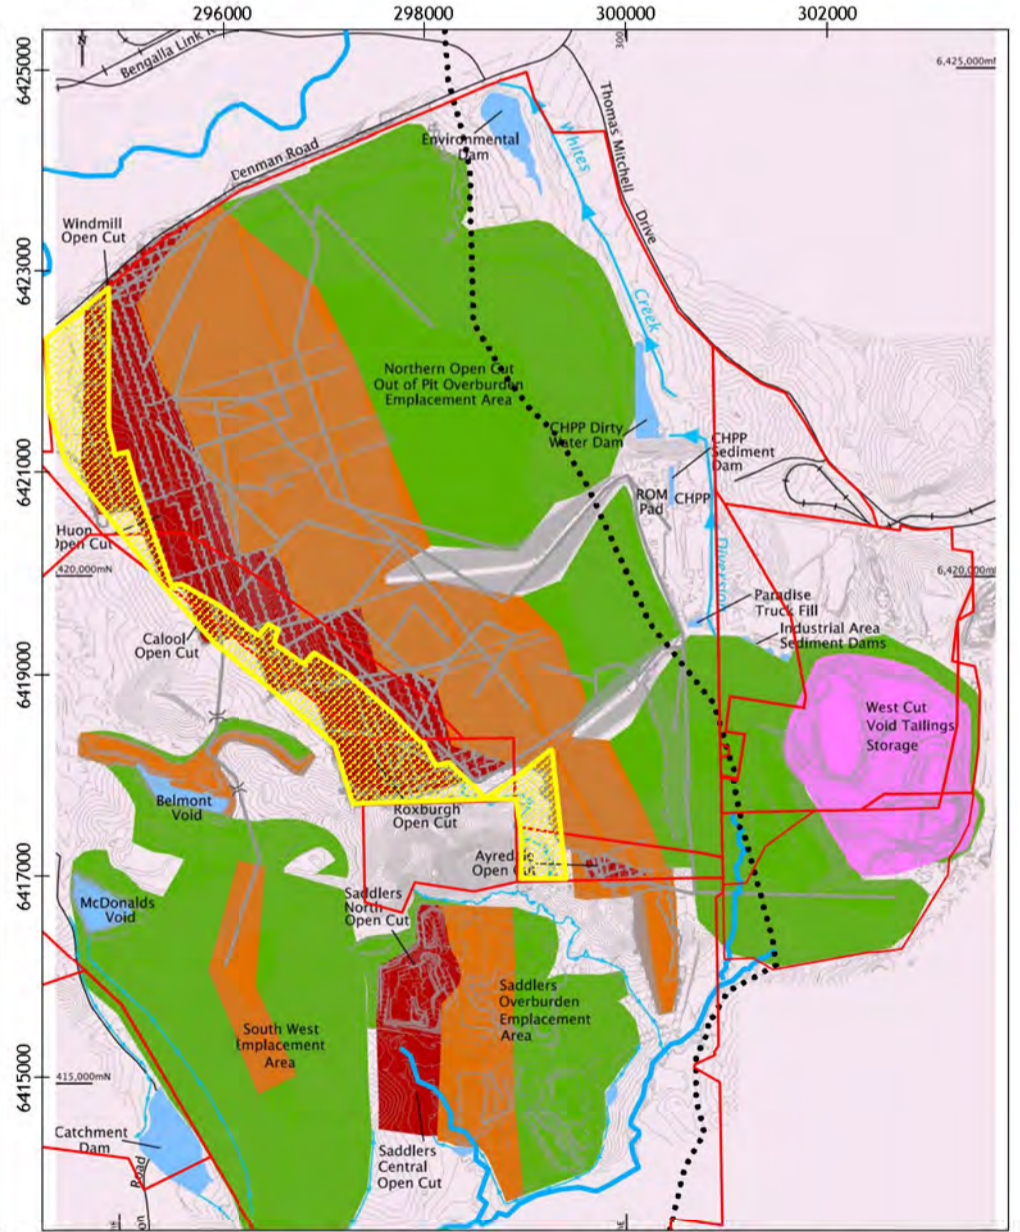 296000
298000
300000
302000
6425000
6423000
6421000
6419000
6417000
6415000
N
Bengalla Link
6,425,000m
Denman Road
Environmental
Dam
Whites
Creek
Thomas Mitchell
Drive
Windmill
Open Cut
Northern Open Cut
Out of Pit Overburden
Emplacement Area
CHPP Dirty
Water Dam
CHPP
Sediment
Dam
ROM
Pad
CHPP
Huon
Open Cut
420,000mN
6,420,000mN
Diversion
Paradise
Truck Fill
Industrial Area
Sediment Dams
Calool
Open Cut
West Cut
Void Tailings
Storage
Belmont
Void
Roxburgh
Open Cut
Ayredale
Open Cut
McDonalds
Void
Saddlers
North
Open Cut
Saddlers
Overburden
Emplacement
Area
South West
Emplacement
Area
415,000mN
Catchment
Dam
Road
Saddlers
Central
Open Cut